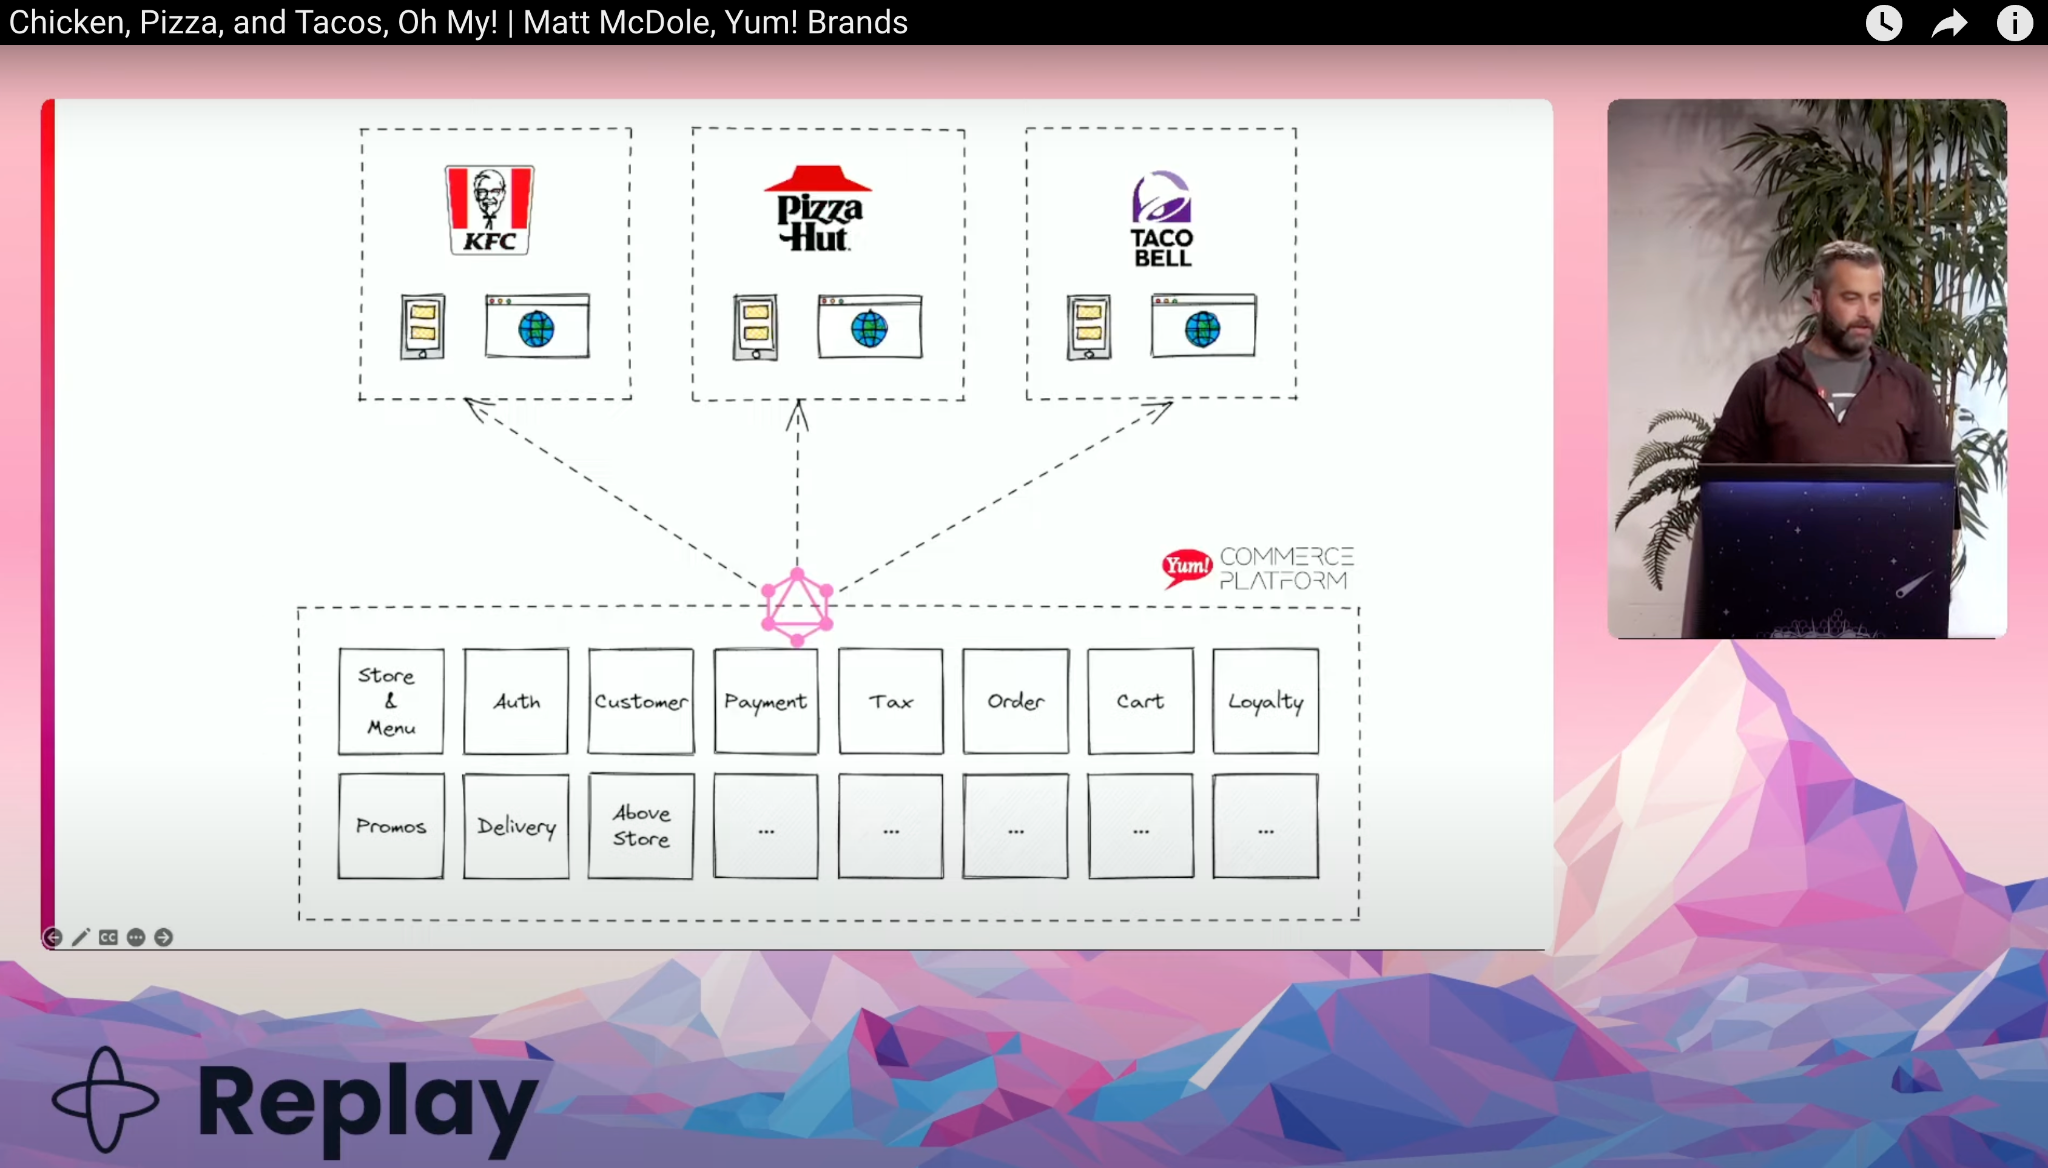 Chicken, Pizza, and Tacos, Oh My! | Matt McDole, Yum! Brands
KFC
Pizza
Hut
TACO
BELL
Yum!
COMMERCE
PLATFORM
Store
&
Menu
Auth
Customer
Payment
Tax
Order
Cart
Loyalty
Promos
Delivery
Above
Store
...
...
...
...
...
CC
Replay